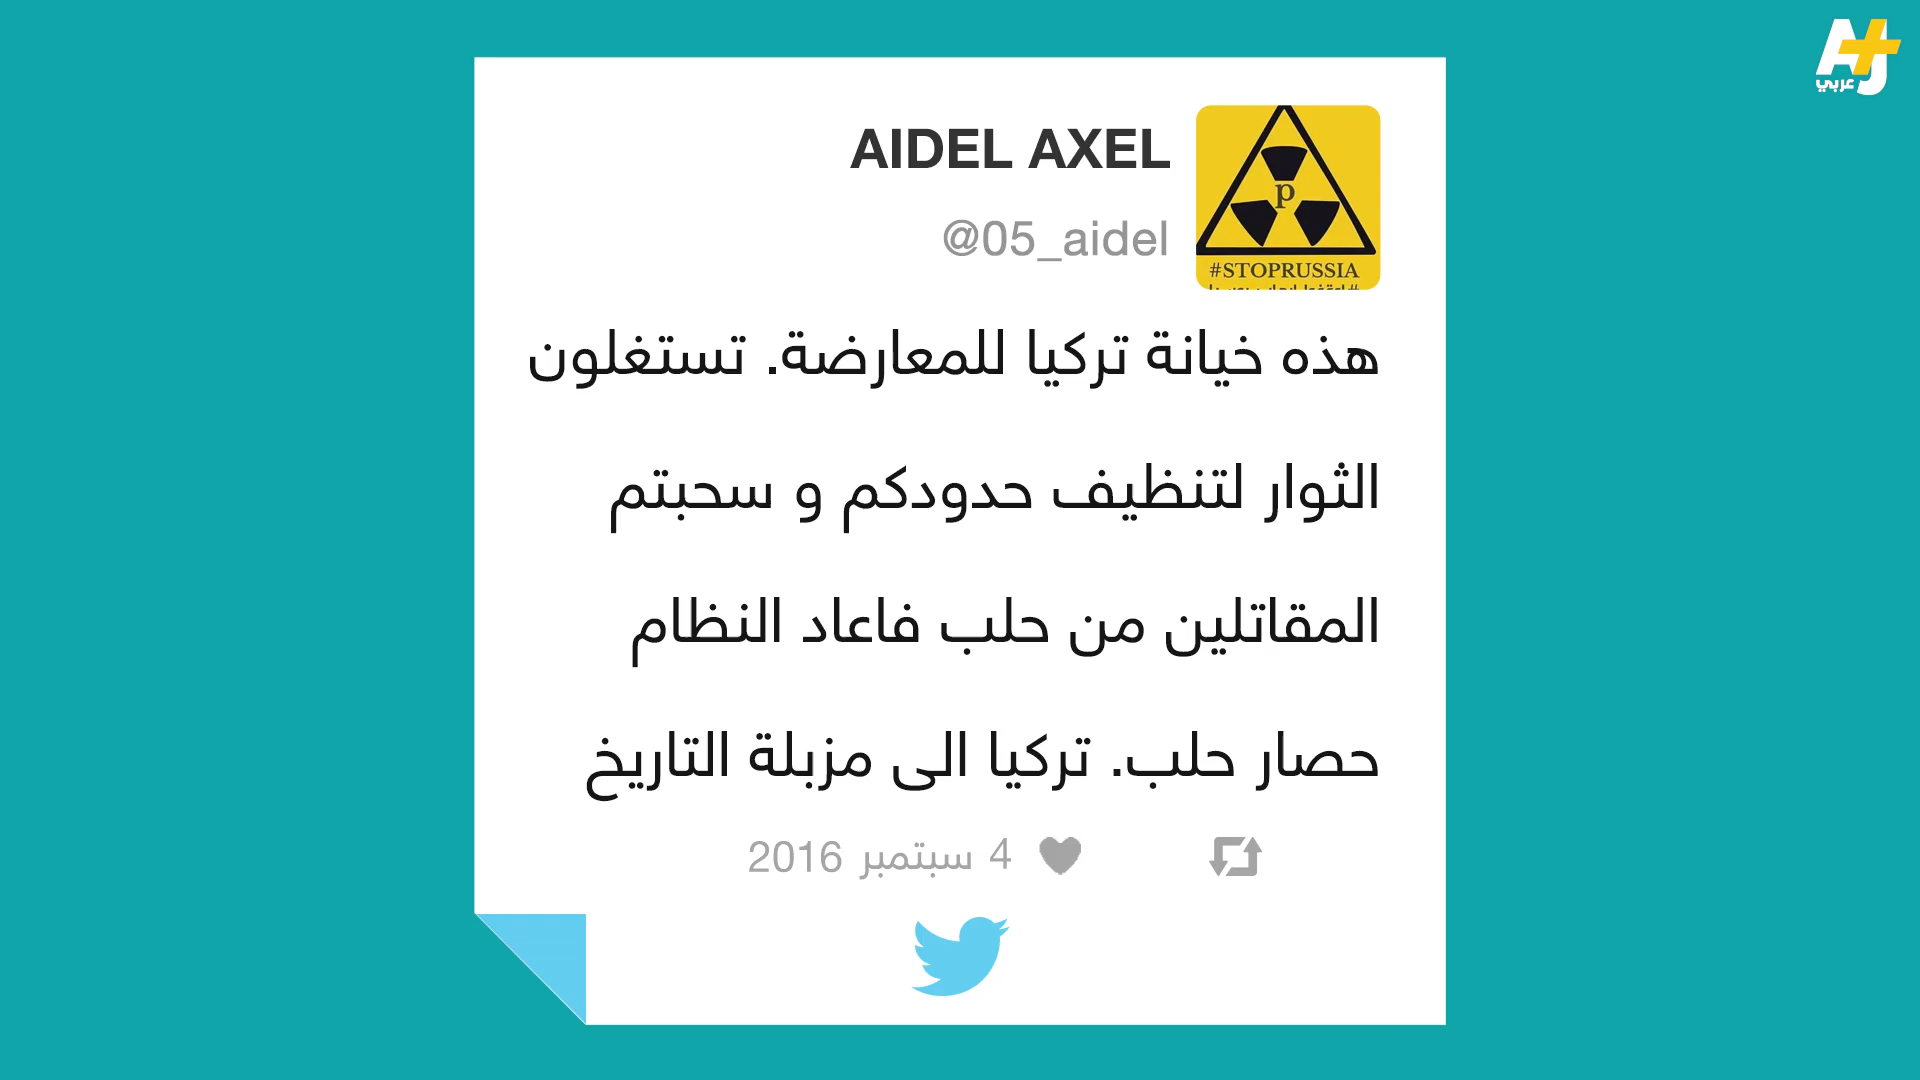 AJ+
عربي
AIDEL AXEL
@05_aidel
p
#STOPRUSSIA
هذه خيانة تركيا للمعارضة. تستغلون
الثوار لتنظيف حدودكم و سحبتم
المقاتلين من حلب فاعاد النظام
حصار حلب. تركيا الى مزبلة التاريخ
4 سبتمبر 2016